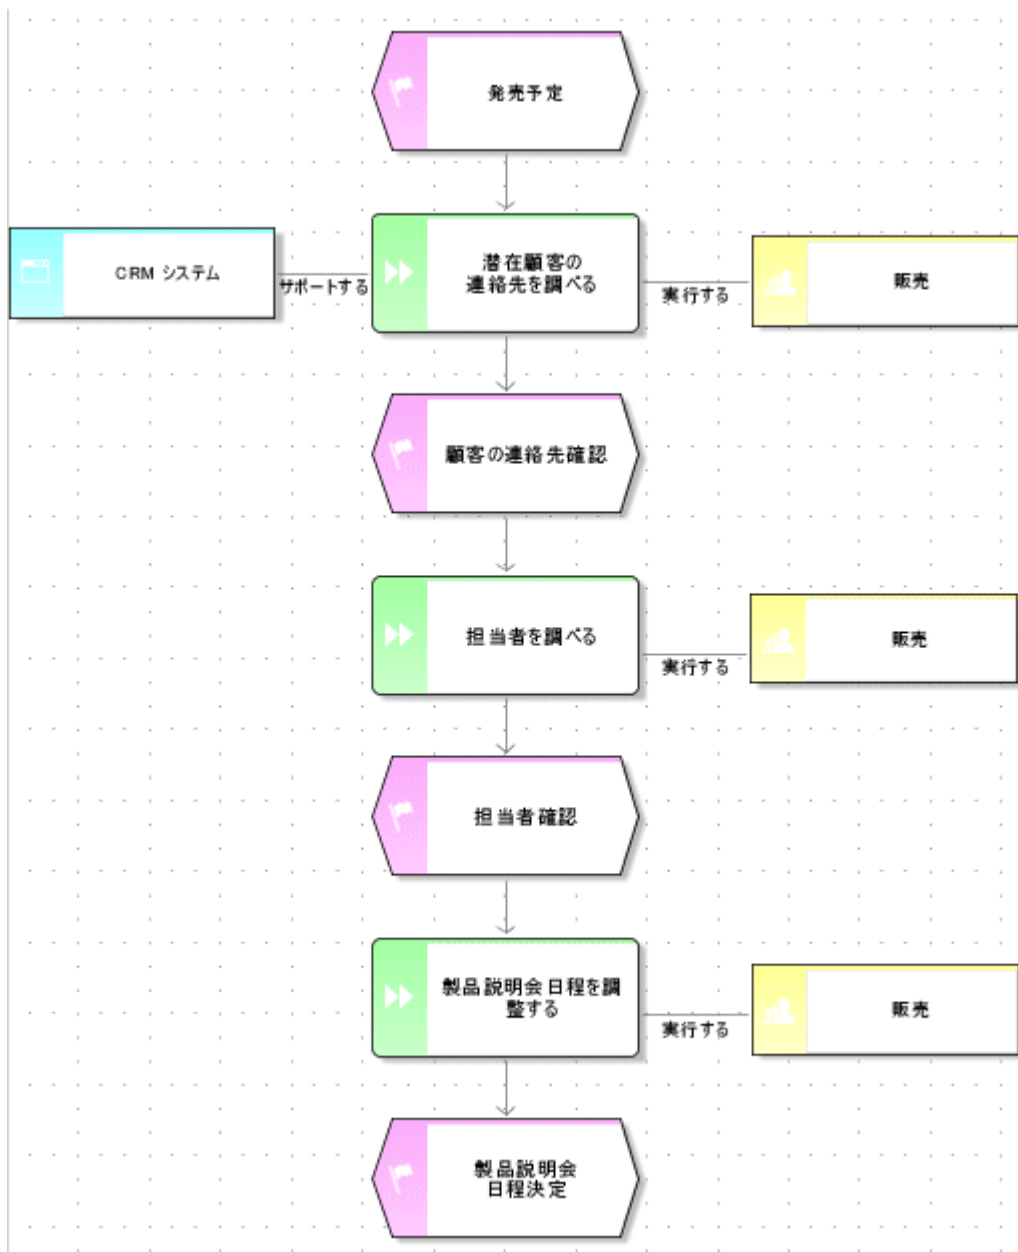 発売予定
CRM システム
サポートする
潜在顧客の
連絡先を調べる
実行する
販売
顧客の連絡先確認
担当者を調べる
実行する
販売
担当者確認
製品説明会日程を調
整する
実行する
販売
製品説明会
日程決定